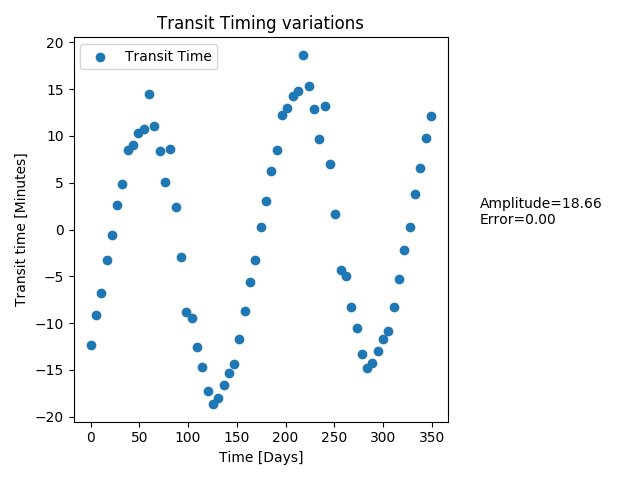 Transit Timing variations
Transit Time
20
15
10
5
0
−5
−10
−15
−20
Transit time [Minutes]
0 50 100 150 200 250 300 350
Time [Days]
Amplitude=18.66
Error=0.00